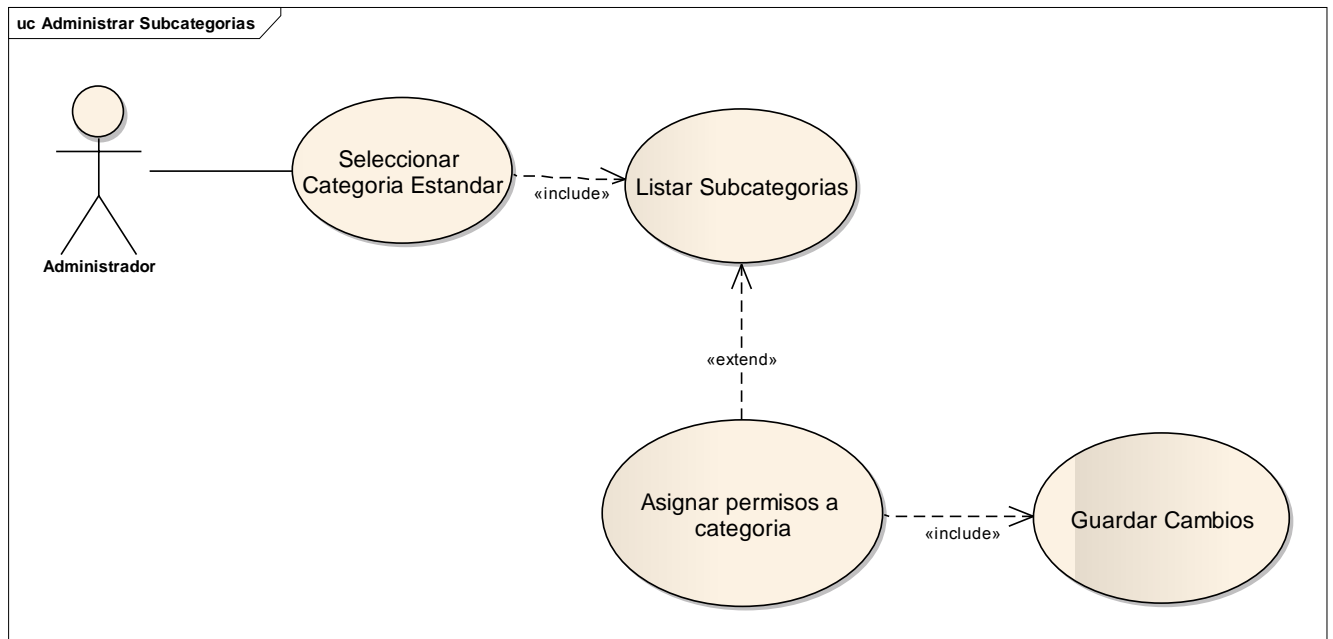 uc Administrar Subcategorias
Seleccionar
Categoria Estandar
«include»
Listar Subcategorias
Administrador
«extend»
Asignar permisos a
categoria
«include»
Guardar Cambios